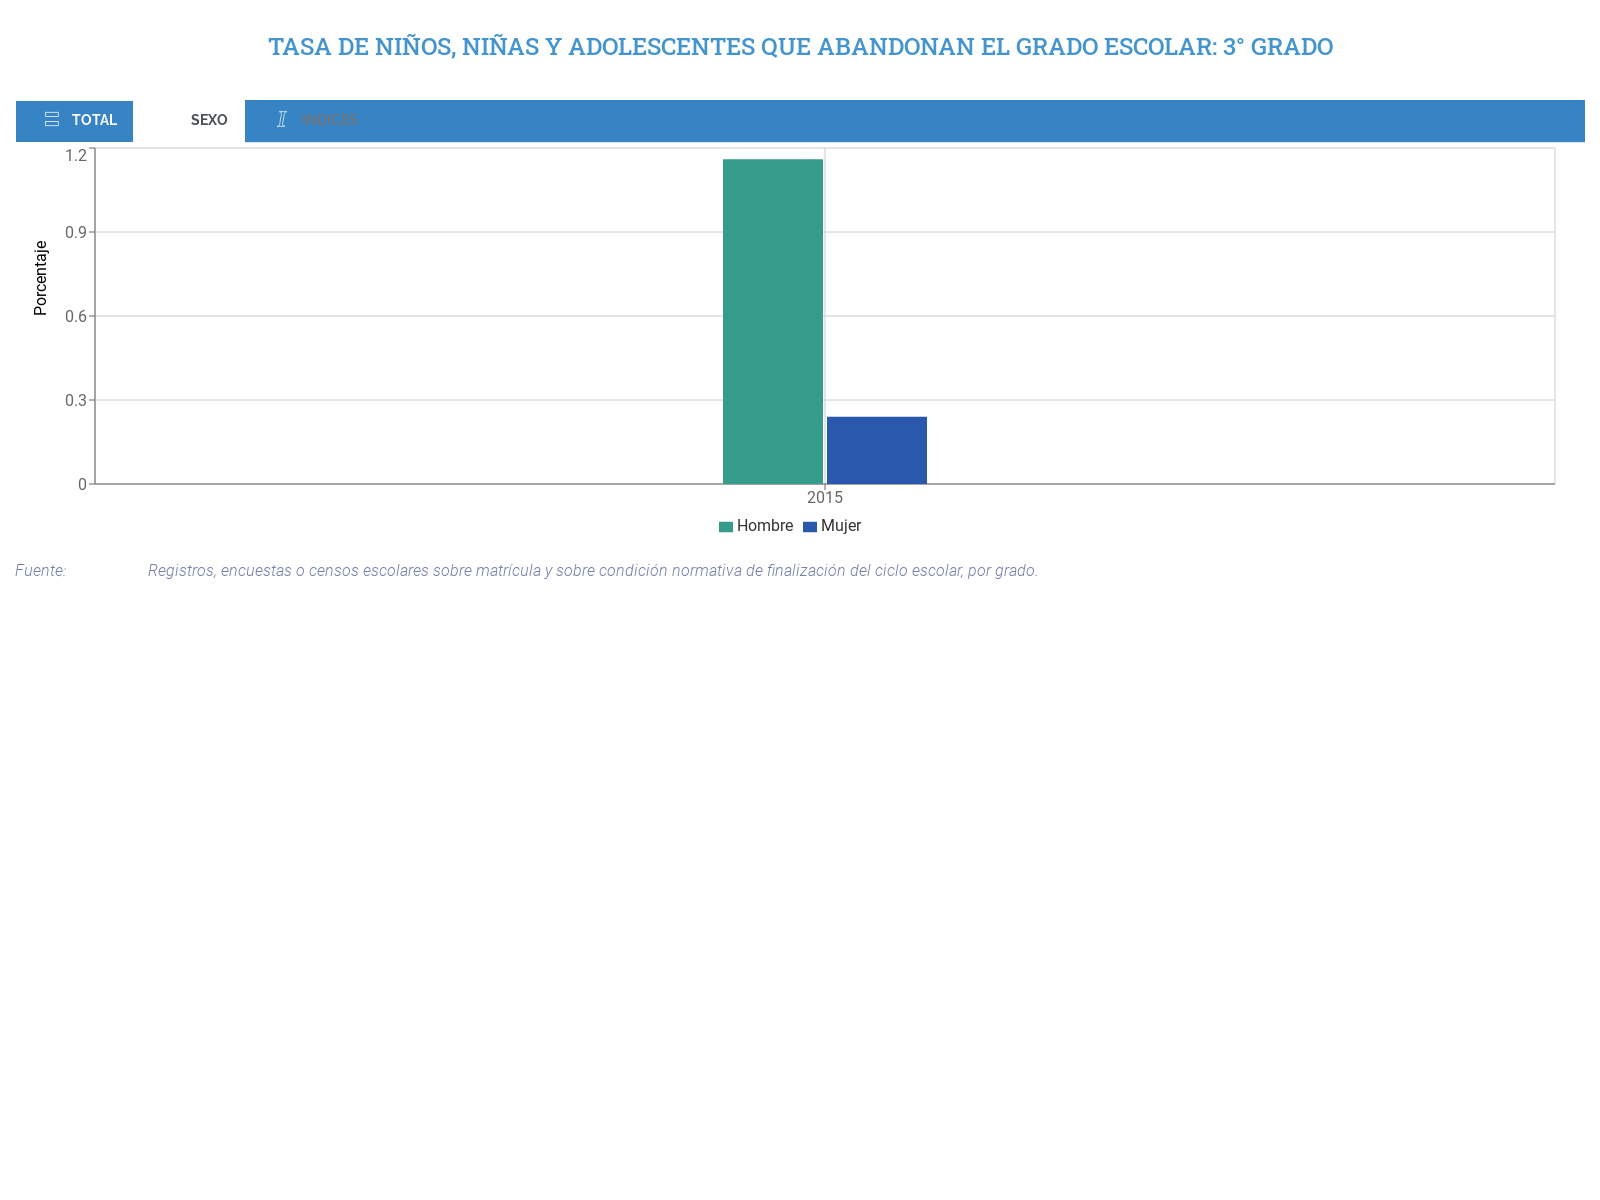 TASA DE NIÑOS, NIÑAS Y ADOLESCENTES QUE ABANDONAN EL GRADO ESCOLAR: 3° GRADO
TOTAL SEXO INDICES
1.2
0.9
0.6
0.3
0
Porcentaje
2015
Hombre Mujer
Fuente: Registros, encuestas o censos escolares sobre matrícula y sobre condición normativa de finalización del ciclo escolar, por grado.